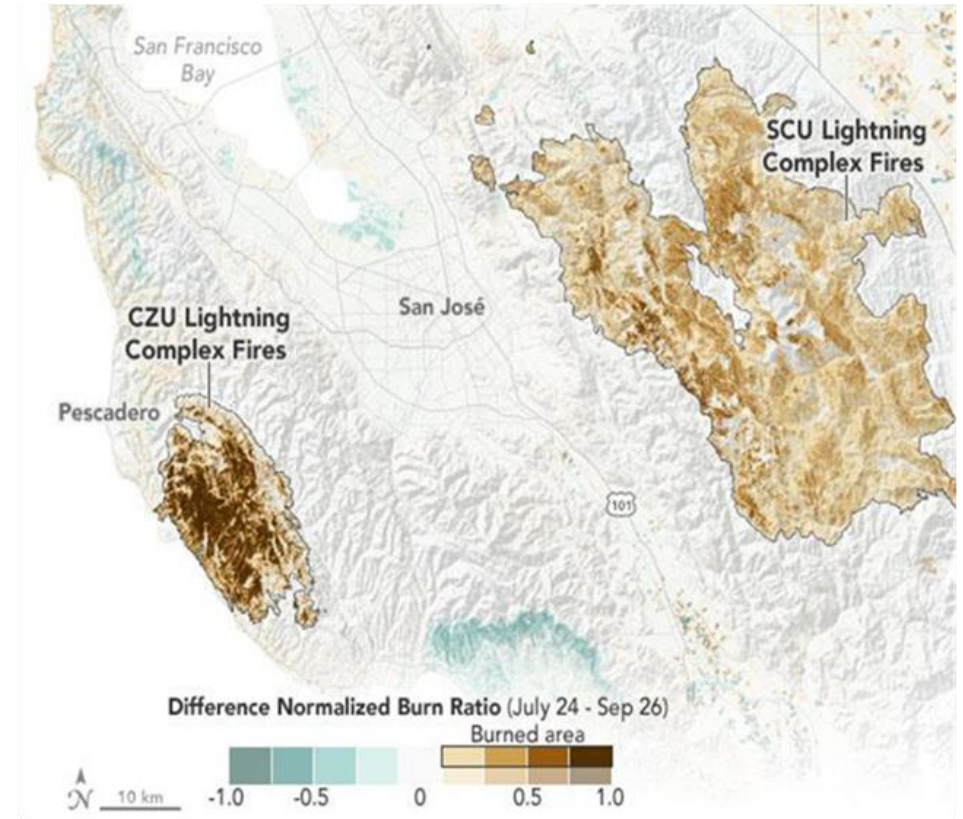 San Francisco
Bay
SCU Lightning
Complex Fires
San José
CZU Lightning
Complex Fires
Pescadero
101
Difference Normalized Burn Ratio (July 24 - Sep 26)
Burned area
N 10 km
-1.0 -0.5 0 0.5 1.0